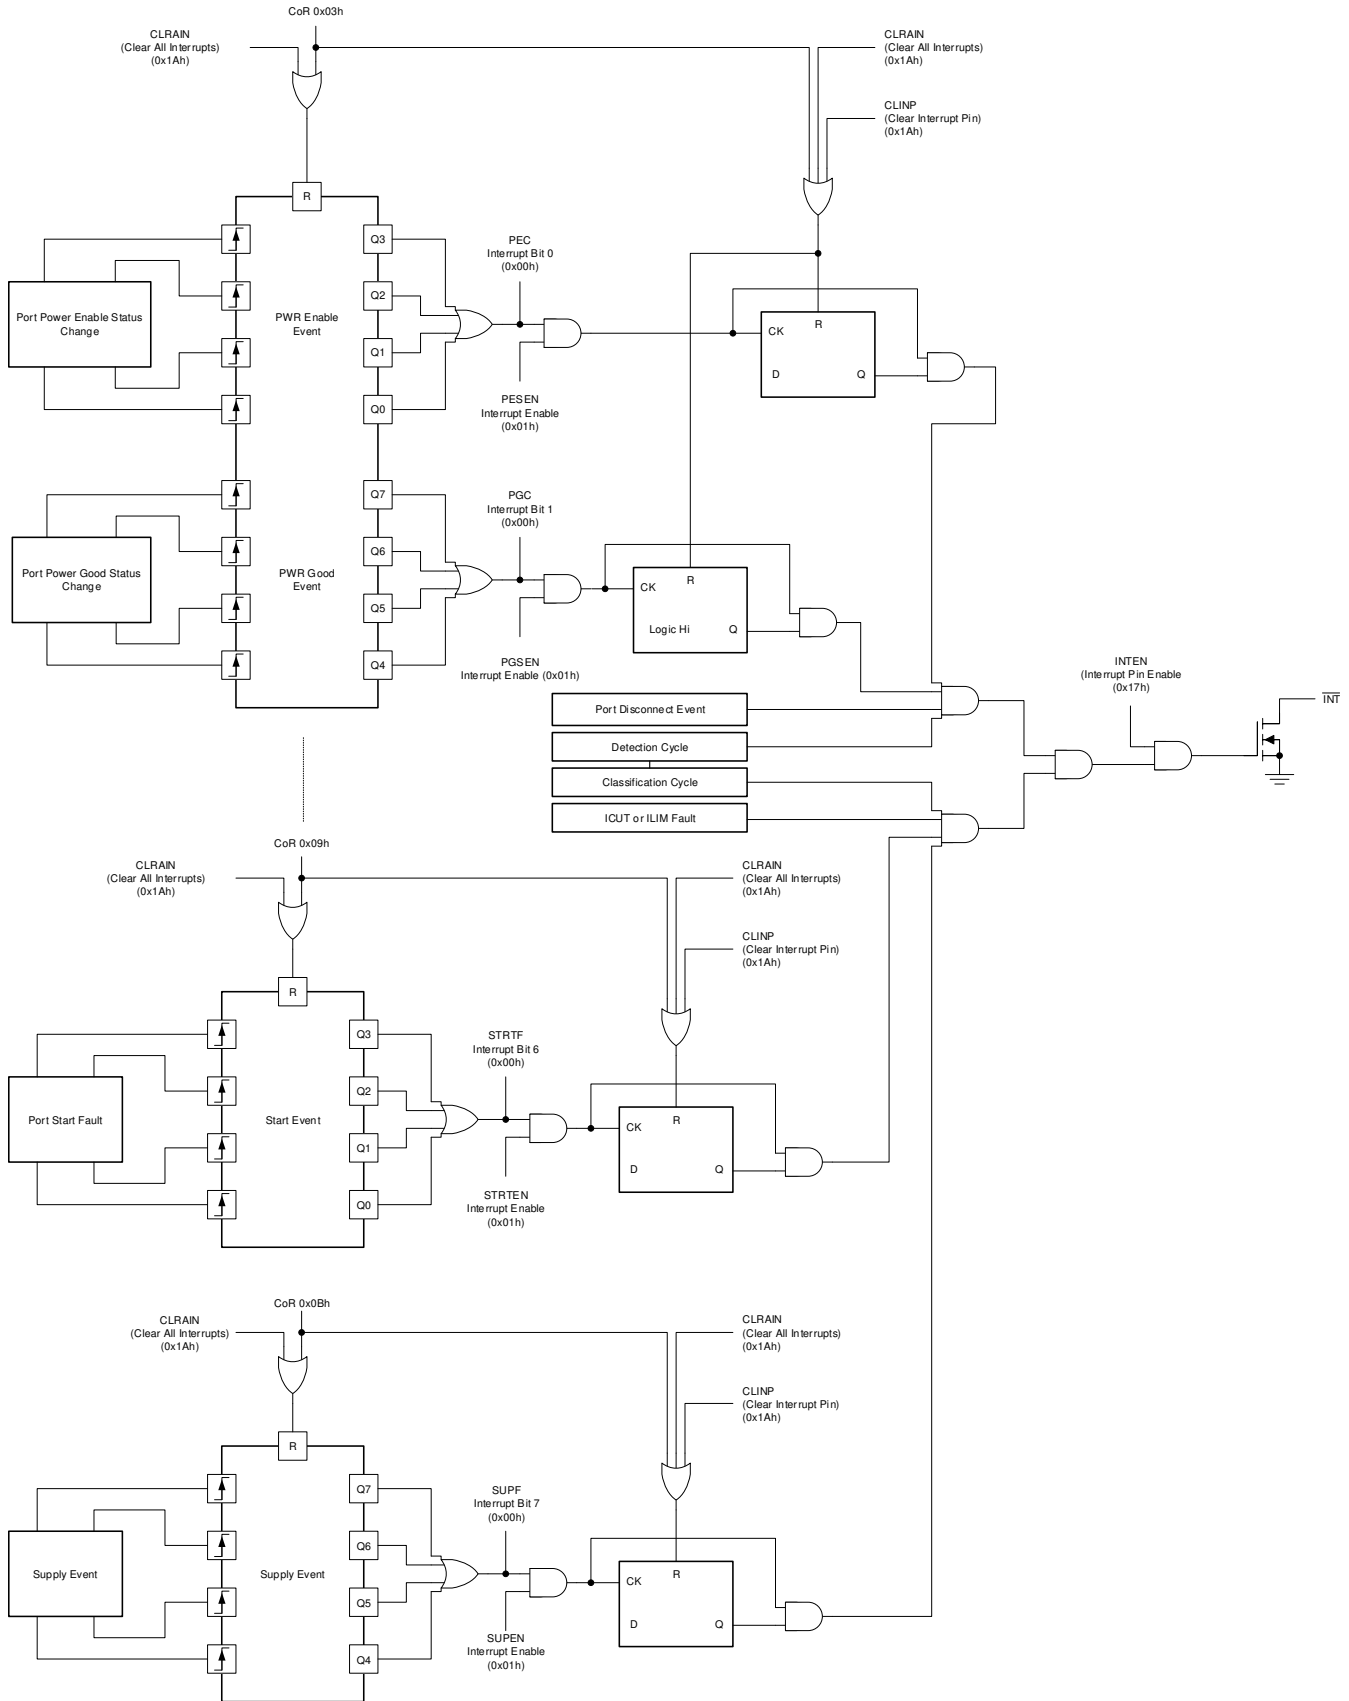 CoR 0x03h
CLRAIN
(Clear All Interrupts)
(0x1Ah)
CLRAIN
(Clear All Interrupts)
(0x1Ah)
CLINP
(Clear Interrupt Pin)
(0x1Ah)
R
Q3
Q2
Q1
Q0
Port Power Enable Status
Change
PWR Enable
Event
PEC
Interrupt Bit 0
(0x00h)
PESEN
Interrupt Enable
(0x01h)
R
CK
D
Q
Q7
Q6
Q5
Q4
Port Power Good Status
Change
PWR Good
Event
PGC
Interrupt Bit 1
(0x00h)
PGSEN
Interrupt Enable (0x01h)
R
CK
Logic Hi
Q
Port Disconnect Event
Detection Cycle
Classification Cycle
ICUT or ILIM Fault
INTEN
(Interrupt Pin Enable
(0x17h)
INT
CoR 0x09h
CLRAIN
(Clear All Interrupts)
(0x1Ah)
CLRAIN
(Clear All Interrupts)
(0x1Ah)
CLINP
(Clear Interrupt Pin)
(0x1Ah)
R
Q3
Q2
Q1
Q0
Port Start Fault
Start Event
STRTF
Interrupt Bit 6
(0x00h)
STRTEN
Interrupt Enable
(0x01h)
R
CK
D
Q
CoR 0x0Bh
CLRAIN
(Clear All Interrupts)
(0x1Ah)
CLRAIN
(Clear All Interrupts)
(0x1Ah)
CLINP
(Clear Interrupt Pin)
(0x1Ah)
R
Q7
Q6
Q5
Q4
Supply Event
Supply Event
SUPF
Interrupt Bit 7
(0x00h)
SUPEN
Interrupt Enable
(0x01h)
R
CK
D
Q